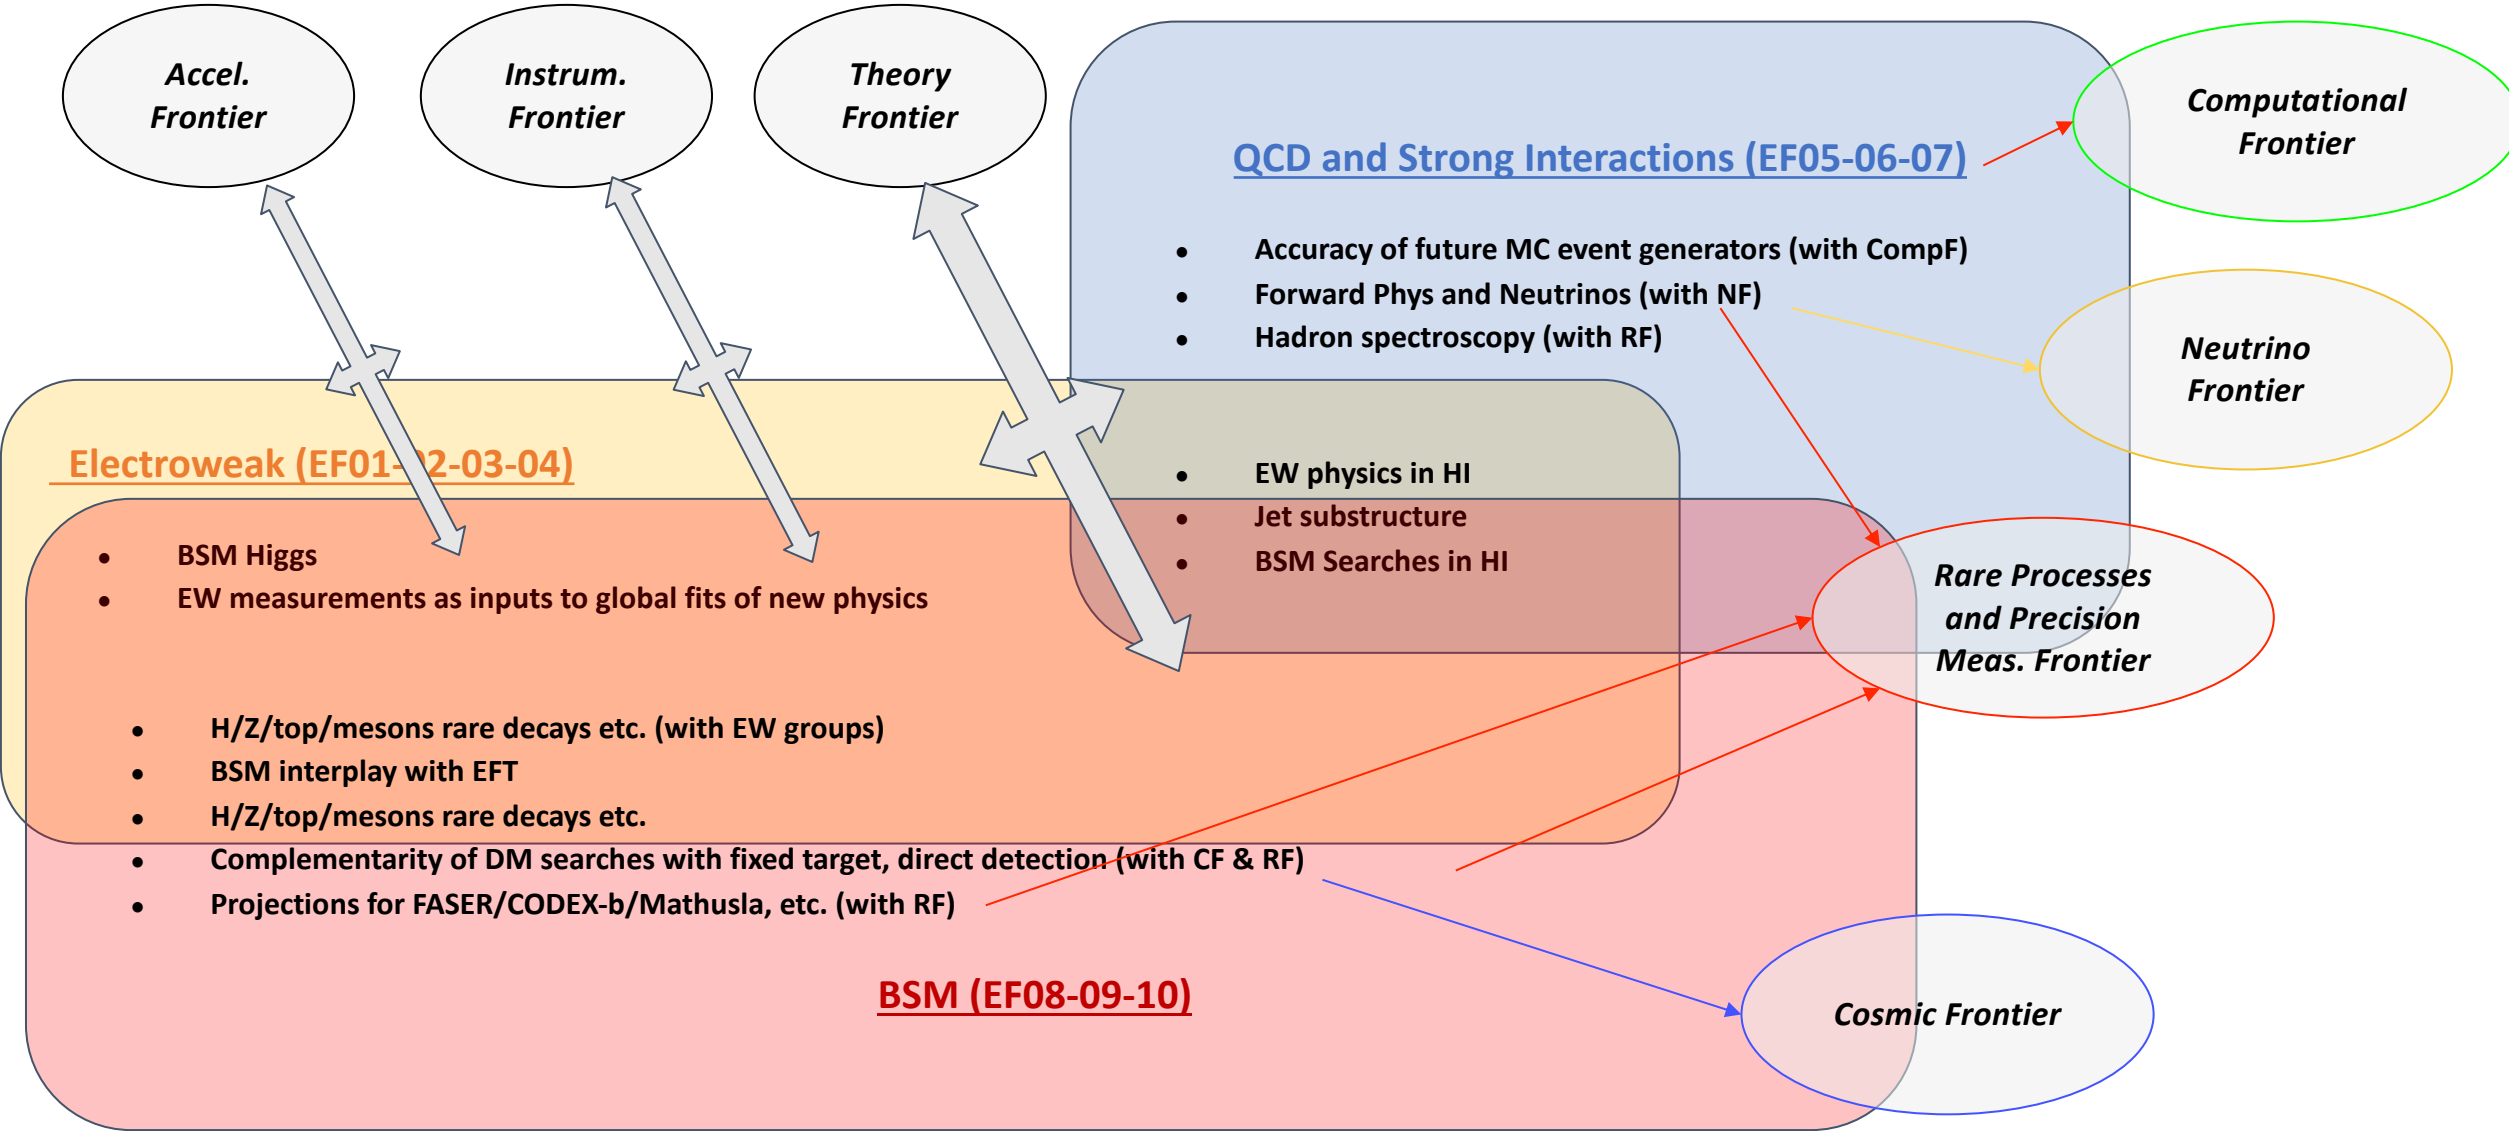 Accel.
Frontier
Instrum.
Frontier
Theory
Frontier
Computational
Frontier
QCD and Strong Interactions (EF05-06-07)
• Accuracy of future MC event generators (with CompF)
• Forward Phys and Neutrinos (with NF)
• Hadron spectroscopy (with RF)
Neutrino
Frontier
Electroweak (EF01-02-03-04)
• EW physics in HI
• Jet substructure
• BSM Searches in HI
• BSM Higgs
• EW measurements as inputs to global fits of new physics
Rare Processes
and Precision
Meas. Frontier
• H/Z/top/mesons rare decays etc. (with EW groups)
• BSM interplay with EFT
• H/Z/top/mesons rare decays etc.
• Complementarity of DM searches with fixed target, direct detection (with CF & RF)
• Projections for FASER/CODEX-b/Mathusla, etc. (with RF)
BSM (EF08-09-10)
Cosmic Frontier